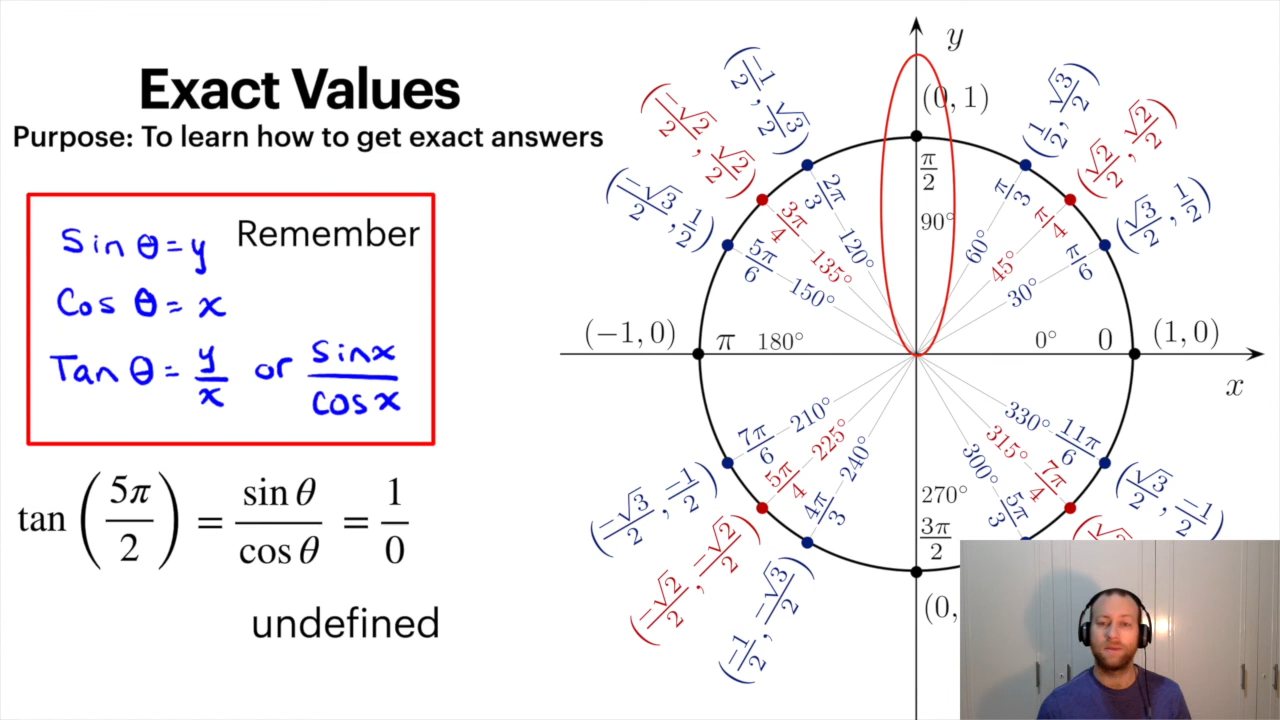 Exact Values
Purpose: To learn how to get exact answers
Remember
Sin θ = y
Cos θ = x
Tan θ = y/x or sinx/cosx
tan(5π/2) = sin θ/cos θ = 1/0
undefined
y
x
(0, 1)
π/2
90°
(1/2, √3/2)
π/3
60°
(√2/2, √2/2)
π/4
45°
(√3/2, 1/2)
π/6
30°
(1, 0)
0
0°
(-1/2, √3/2)
2π/3
120°
(-√2/2, √2/2)
3π/4
135°
(-√3/2, 1/2)
5π/6
150°
(-1, 0)
π
180°
(-√3/2, -1/2)
7π/6
210°
(-√2/2, -√2/2)
5π/4
225°
(-1/2, -√3/2)
4π/3
240°
270°
3π/2
(0,
300°
5π/3
315°
7π/4
330°
11π/6
(√3/2, -1/2)